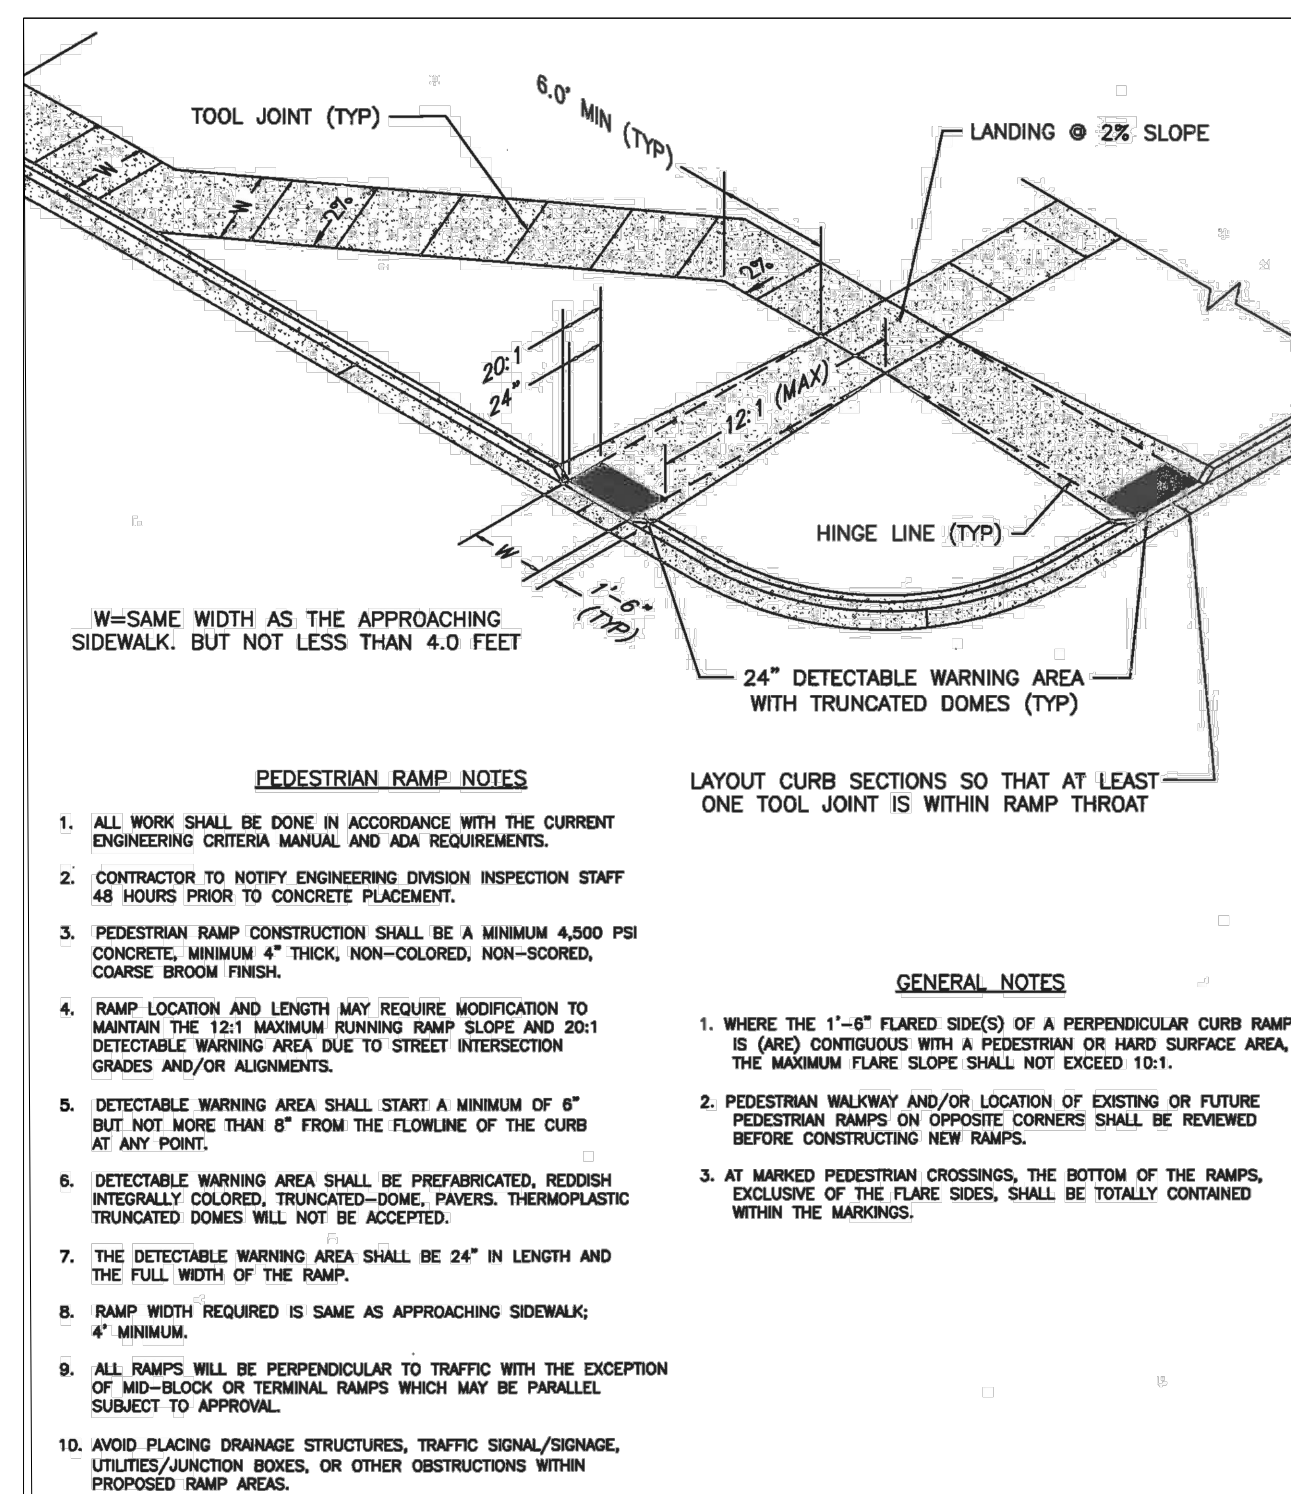 TOOL JOINT (TYP)
6.0' MIN (TYP)
LANDING @ 2% SLOPE
W
W
2%
2%
20:1
24"
12:1 (MAX)
HINGE LINE (TYP)
W
1'-6"
(TYP)
W=SAME WIDTH AS THE APPROACHING
SIDEWALK. BUT NOT LESS THAN 4.0 FEET
24" DETECTABLE WARNING AREA
WITH TRUNCATED DOMES (TYP)
LAYOUT CURB SECTIONS SO THAT AT LEAST
ONE TOOL JOINT IS WITHIN RAMP THROAT
PEDESTRIAN RAMP NOTES
1. ALL WORK SHALL BE DONE IN ACCORDANCE WITH THE CURRENT
ENGINEERING CRITERIA MANUAL AND ADA REQUIREMENTS.
2. CONTRACTOR TO NOTIFY ENGINEERING DIVISION INSPECTION STAFF
48 HOURS PRIOR TO CONCRETE PLACEMENT.
3. PEDESTRIAN RAMP CONSTRUCTION SHALL BE A MINIMUM 4,500 PSI
CONCRETE, MINIMUM 4" THICK, NON-COLORED, NON-SCORED,
COARSE BROOM FINISH.
4. RAMP LOCATION AND LENGTH MAY REQUIRE MODIFICATION TO
MAINTAIN THE 12:1 MAXIMUM RUNNING RAMP SLOPE AND 20:1
DETECTABLE WARNING AREA DUE TO STREET INTERSECTION
GRADES AND/OR ALIGNMENTS.
5. DETECTABLE WARNING AREA SHALL START A MINIMUM OF 6"
BUT NOT MORE THAN 8" FROM THE FLOWLINE OF THE CURB
AT ANY POINT.
6. DETECTABLE WARNING AREA SHALL BE PREFABRICATED, REDDISH
INTEGRALLY COLORED, TRUNCATED-DOME, PAVERS. THERMOPLASTIC
TRUNCATED DOMES WILL NOT BE ACCEPTED.
7. THE DETECTABLE WARNING AREA SHALL BE 24" IN LENGTH AND
THE FULL WIDTH OF THE RAMP.
8. RAMP WIDTH REQUIRED IS SAME AS APPROACHING SIDEWALK;
4' MINIMUM.
9. ALL RAMPS WILL BE PERPENDICULAR TO TRAFFIC WITH THE EXCEPTION
OF MID-BLOCK OR TERMINAL RAMPS WHICH MAY BE PARALLEL
SUBJECT TO APPROVAL.
10. AVOID PLACING DRAINAGE STRUCTURES, TRAFFIC SIGNAL/SIGNAGE,
UTILITIES/JUNCTION BOXES, OR OTHER OBSTRUCTIONS WITHIN
PROPOSED RAMP AREAS.
GENERAL NOTES
1. WHERE THE 1'-6" FLARED SIDE(S) OF A PERPENDICULAR CURB RAMP
IS (ARE) CONTIGUOUS WITH A PEDESTRIAN OR HARD SURFACE AREA,
THE MAXIMUM FLARE SLOPE SHALL NOT EXCEED 10:1.
2. PEDESTRIAN WALKWAY AND/OR LOCATION OF EXISTING OR FUTURE
PEDESTRIAN RAMPS ON OPPOSITE CORNERS SHALL BE REVIEWED
BEFORE CONSTRUCTING NEW RAMPS.
3. AT MARKED PEDESTRIAN CROSSINGS, THE BOTTOM OF THE RAMPS,
EXCLUSIVE OF THE FLARE SIDES, SHALL BE TOTALLY CONTAINED
WITHIN THE MARKINGS.